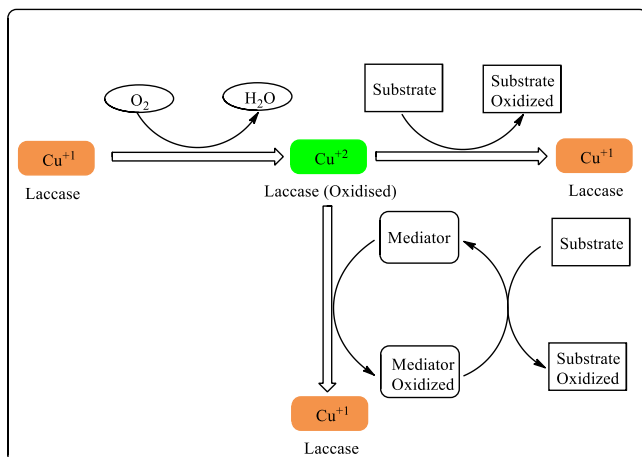 O₂
H₂O
Substrate
Substrate
Oxidized
Cu⁺¹
Cu⁺²
Cu⁺¹
Laccase
Laccase (Oxidised)
Laccase
Mediator
Substrate
Mediator
Oxidized
Substrate
Oxidized
Cu⁺¹
Laccase